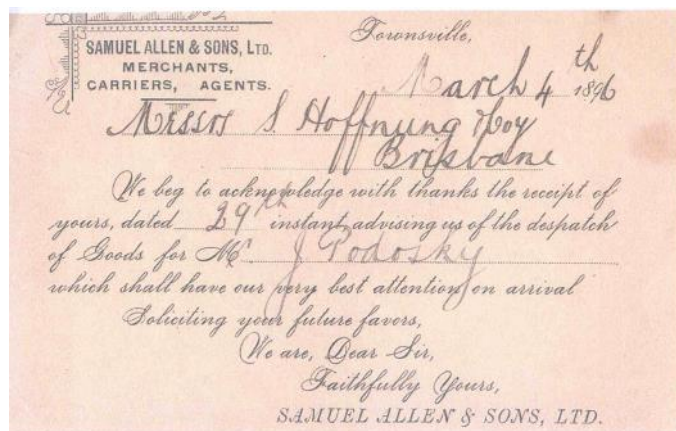 Townsville,
SAMUEL ALLEN & SONS, LTD.
MERCHANTS,
CARRIERS, AGENTS.
March 4th 1896
Messrs S. Hoffnung & Coy
Brisbane
We beg to acknowledge with thanks the receipt of
yours, dated 29th instant advising us of the despatch
of Goods for Mr. J Podosky
which shall have our very best attention on arrival
Soliciting your future favors,
We are, Dear Sir,
Faithfully Yours,
SAMUEL ALLEN & SONS, LTD.